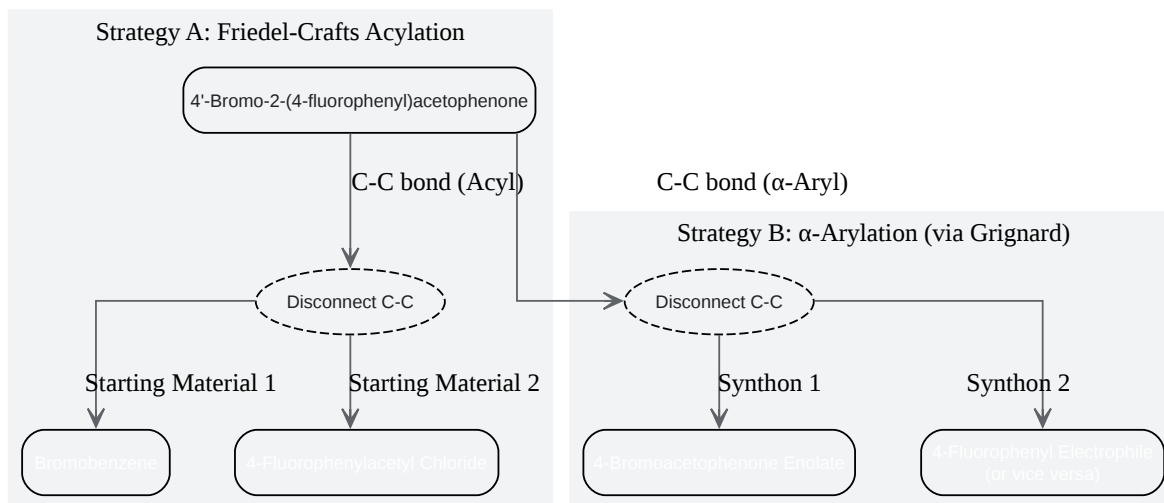 Strategy A: Friedel-Crafts Acylation
4'-Bromo-2-(4-fluorophenyl)acetophenone
C-C bond (Acyl)
C-C bond (α-Aryl)
Strategy B: α-Arylation (via Grignard)
Disconnect C-C
Disconnect C-C
Starting Material 1
Starting Material 2
Synthon 1
Synthon 2
Bromobenzene
4-Fluorophenylacetyl Chloride
4-Bromoacetophenone Enolate
4-Fluorophenyl Electrophile
(or vice versa)